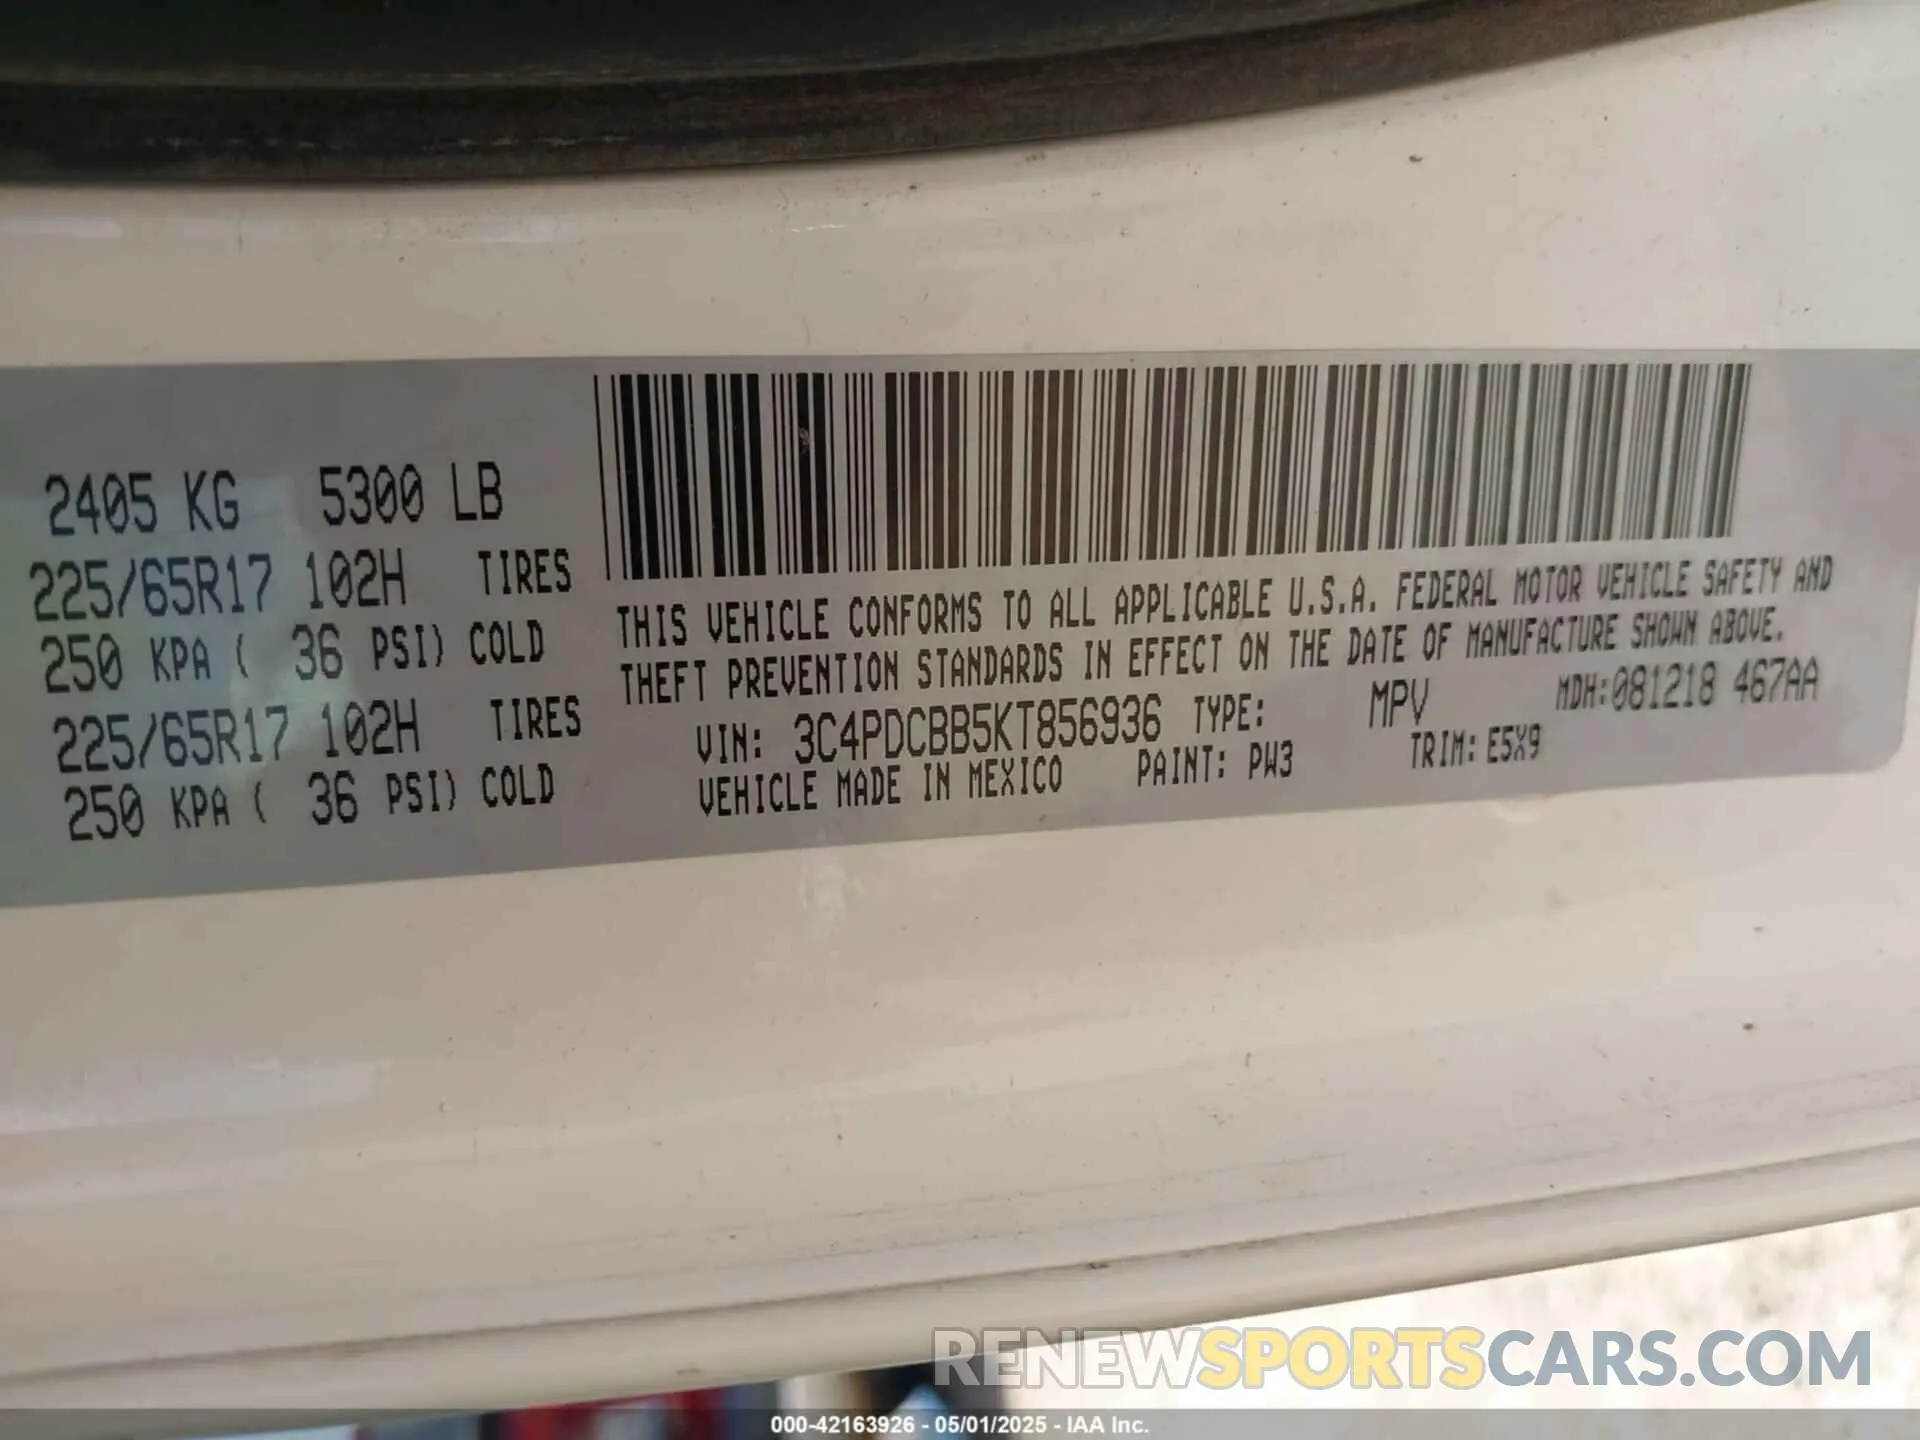 2405 KG 5300 LB
225/65R17 102H TIRES
250 KPA ( 36 PSI) COLD
225/65R17 102H TIRES
250 KPA ( 36 PSI) COLD
THIS VEHICLE CONFORMS TO ALL APPLICABLE U.S.A. FEDERAL MOTOR VEHICLE SAFETY AND
THEFT PREVENTION STANDARDS IN EFFECT ON THE DATE OF MANUFACTURE SHOWN ABOVE.
VIN: 3C4PDCBB5KT856936 TYPE: MPV MDH:081218 467AA
VEHICLE MADE IN MEXICO PAINT: PW3 TRIM: E5X9
RENEWSPORTSCARS.COM
000-42163926 - 05/01/2025 - IAA Inc.